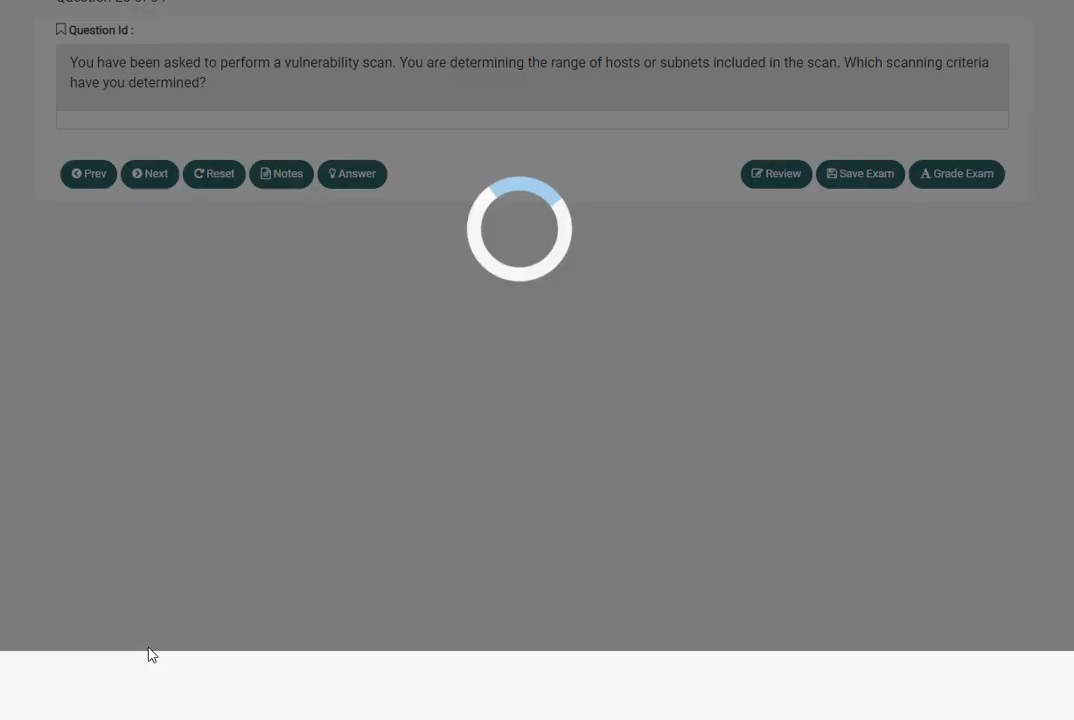 Question Id :
You have been asked to perform a vulnerability scan. You are determining the range of hosts or subnets included in the scan. Which scanning criteria
have you determined?
Prev Next Reset Notes Answer Review Save Exam Grade Exam